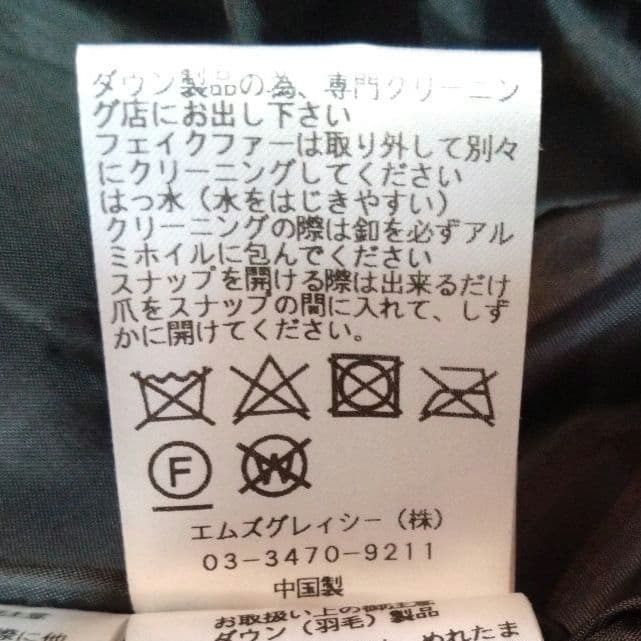 ダウン製品の為、専門クリーニン
グ店にお出し下さい
フェイクファーは取り外して別々
にクリーニングしてください
はっ水（水をはじきやすい）
クリーニングの際は釦を必ずアル
ミホイルに包んでください
スナップを開ける際は出来るだけ
爪をスナップの間に入れて、しず
かに開けてください。
F W
エムズグレイシー（株）
03-3470-9211
中国製
お取扱い上の御注意
ダウン（羽毛）製品
際に他
ぬれたま